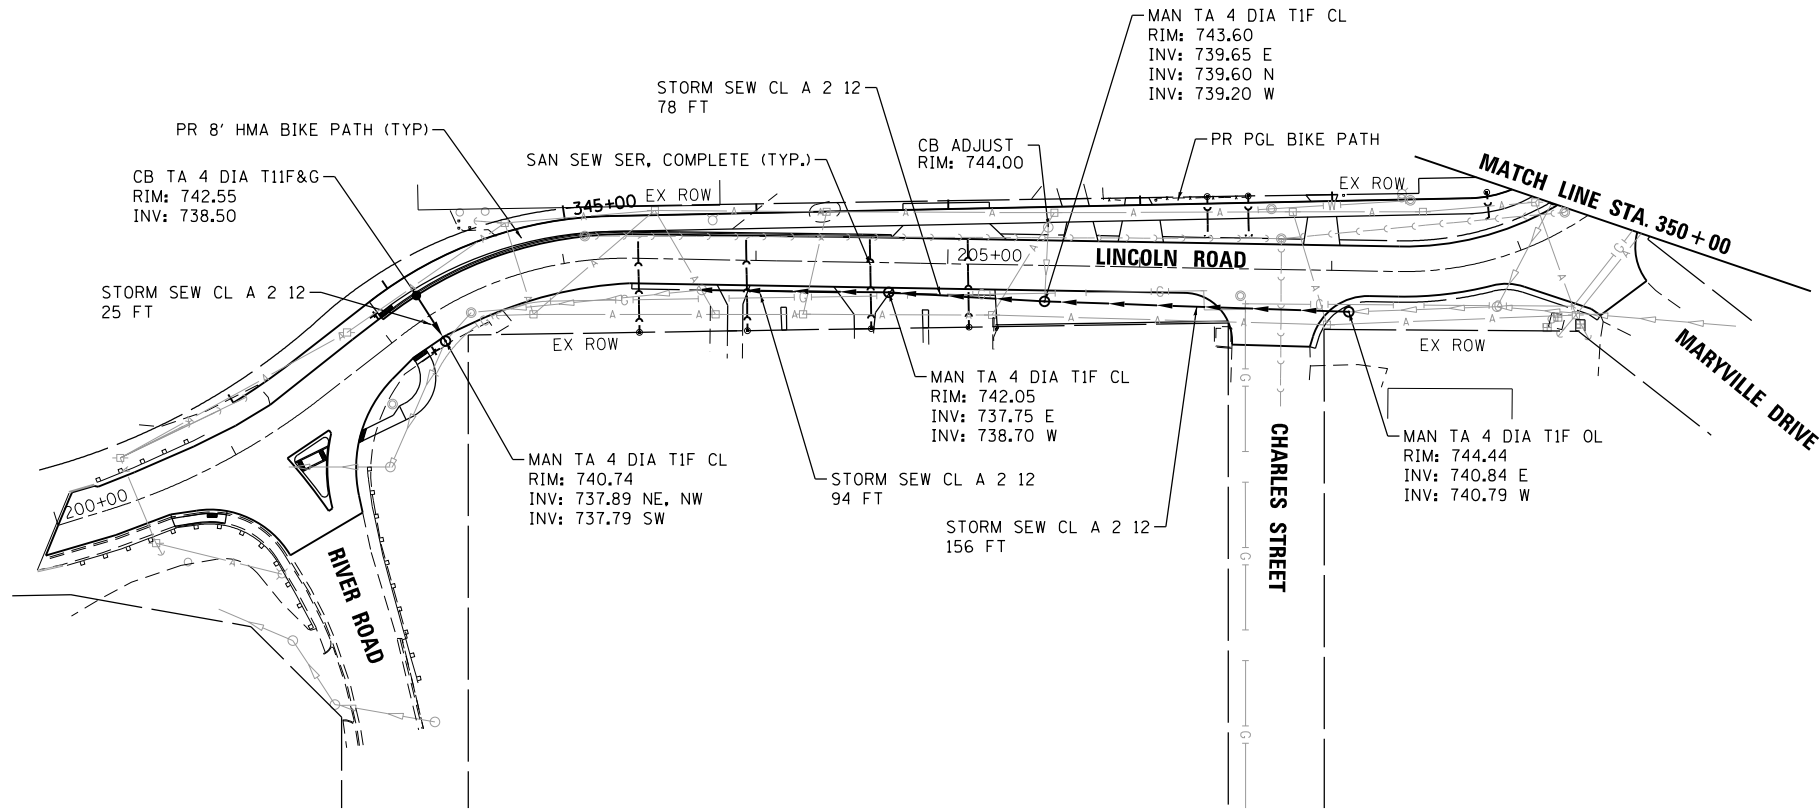 MAN TA 4 DIA T1F CL
RIM: 743.60
INV: 739.65 E
INV: 739.60 N
INV: 739.20 W
STORM SEW CL A 2 12
78 FT
PR 8' HMA BIKE PATH (TYP)
SAN SEW SER, COMPLETE (TYP.)
CB ADJUST
RIM: 744.00
PR PGL BIKE PATH
CB TA 4 DIA T11F&G
RIM: 742.55
INV: 738.50
EX ROW
345+00
EX ROW
MATCH LINE STA. 350+00
205+00
LINCOLN ROAD
STORM SEW CL A 2 12
25 FT
EX ROW
EX ROW
MARYVILLE DRIVE
MAN TA 4 DIA T1F CL
RIM: 742.05
INV: 737.75 E
INV: 738.70 W
MAN TA 4 DIA T1F OL
RIM: 744.44
INV: 740.84 E
INV: 740.79 W
MAN TA 4 DIA T1F CL
RIM: 740.74
INV: 737.89 NE, NW
INV: 737.79 SW
STORM SEW CL A 2 12
94 FT
STORM SEW CL A 2 12
156 FT
CHARLES STREET
200+00
RIVER ROAD